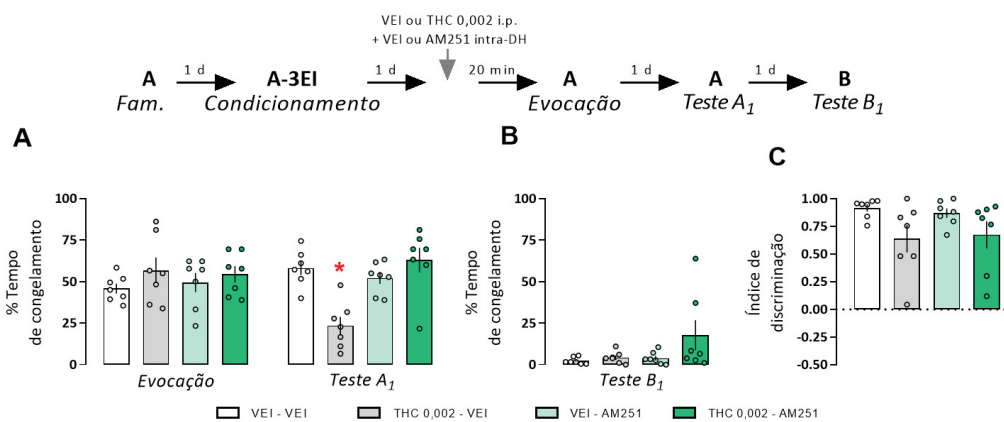 VEI ou THC 0,002 i.p.
+ VEI ou AM251 intra-DH
A 1 d A-3EI 1 d 20 min A 1 d A 1 d B
Fam. Condicionamento Evocação Teste A1 Teste B1
A
B
C
% Tempo
de congelamento
100
75
50
25
0
*
Evocação Teste A1
% Tempo
de congelamento
100
75
50
25
0
Teste B1
Índice de
discriminação
1.00
0.75
0.50
0.25
0.00
-0.25
-0.50
VEI - VEI THC 0,002 - VEI VEI - AM251 THC 0,002 - AM251